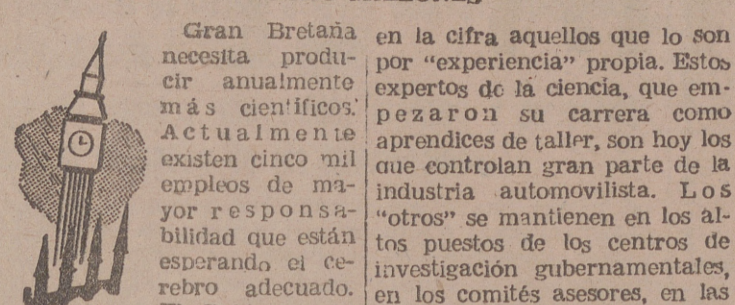 Gran Bretaña
necesita produ-
cir anualmente
más científicos.
Actualmente
existen cinco mil
empleos de ma-
yor responsa-
bilidad que están
esperando el ce-
rebro adecuado.
en la cifra aquellos que lo son
por “experiencia” propia. Estos
expertos de la ciencia, que em-
pezaron su carrera como
aprendices de taller, son hoy los
que controlan gran parte de la
industria automovilista. Los
“otros” se mantienen en los al-
tos puestos de los centros de
investigación gubernamentales,
en los comités asesores, en las